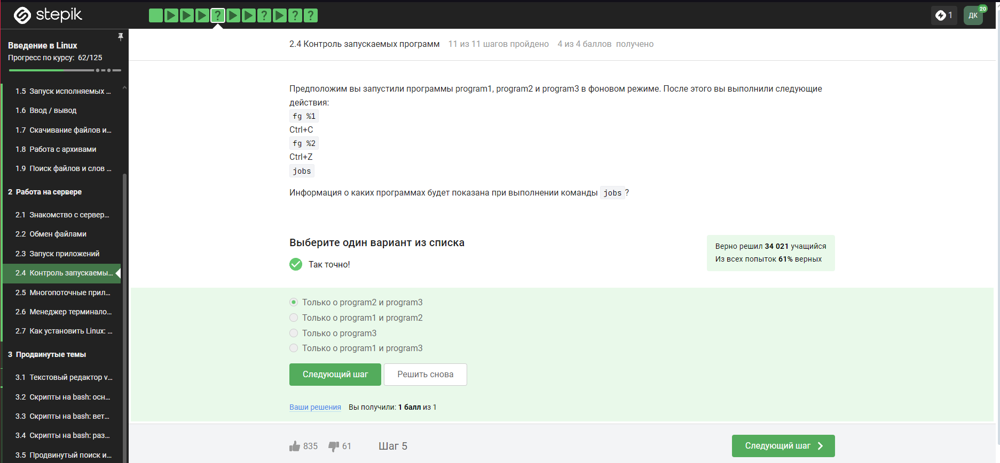 stepik
?
?
?
?
1
ДК
20
Введение в Linux
Прогресс по курсу: 62/125
1.5 Запуск исполняемых ...
1.6 Ввод / вывод
1.7 Скачивание файлов и...
1.8 Работа с архивами
1.9 Поиск файлов и слов ...
2 Работа на сервере
2.1 Знакомство с сервер...
2.2 Обмен файлами
2.3 Запуск приложений
2.4 Контроль запускаемы...
2.5 Многопоточные прил...
2.6 Менеджер терминало...
2.7 Как установить Linux: ...
3 Продвинутые темы
3.1 Текстовый редактор v...
3.2 Скрипты на bash: осн...
3.3 Скрипты на bash: вет...
3.4 Скрипты на bash: раз...
3.5 Продвинутый поиск и...
2.4 Контроль запускаемых программ 11 из 11 шагов пройдено 4 из 4 баллов получено
Предположим вы запустили программы program1, program2 и program3 в фоновом режиме. После этого вы выполнили следующие
действия:
fg %1
Ctrl+C
fg %2
Ctrl+Z
jobs
Информация о каких программах будет показана при выполнении команды jobs?
Выберите один вариант из списка
Так точно!
Верно решил 34 021 учащийся
Из всех попыток 61% верных
Только о program2 и program3
Только о program1 и program2
Только о program3
Только о program1 и program3
Следующий шаг
Решить снова
Ваши решения Вы получили: 1 балл из 1
835 61 Шаг 5
Следующий шаг